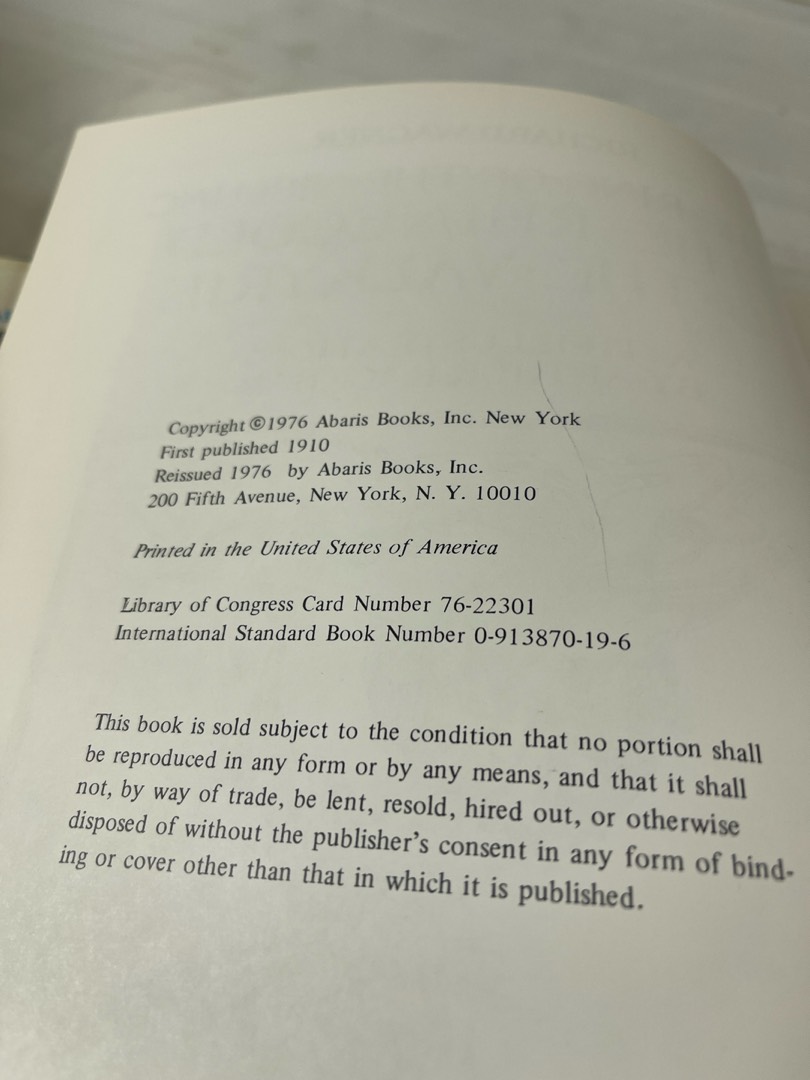 Copyright ©1976 Abaris Books, Inc. New York
First published 1910
Reissued 1976 by Abaris Books, Inc.
200 Fifth Avenue, New York, N. Y. 10010
Printed in the United States of America
Library of Congress Card Number 76-22301
International Standard Book Number 0-913870-19-6
This book is sold subject to the condition that no portion shall
be reproduced in any form or by any means, and that it shall
not, by way of trade, be lent, resold, hired out, or otherwise
disposed of without the publisher's consent in any form of bind-
ing or cover other than that in which it is published.